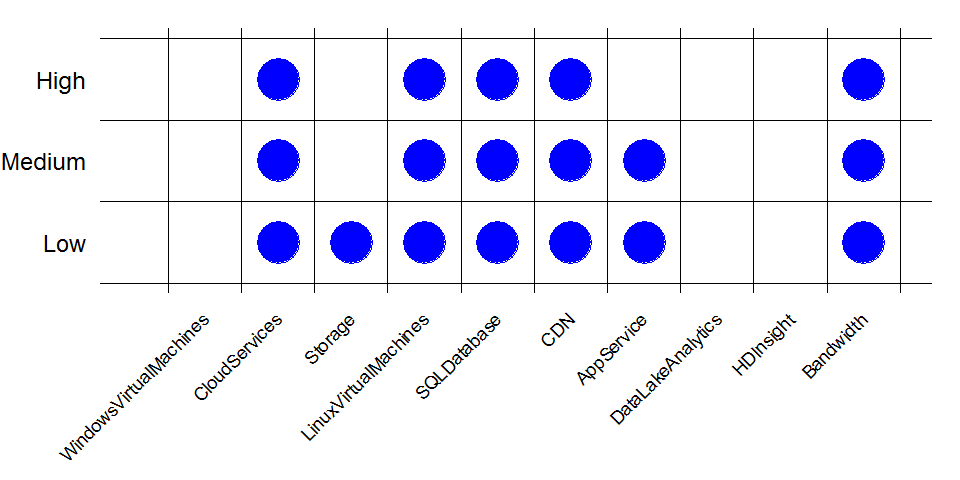 High
Medium
Low
WindowsVirtualMachines
CloudServices
Storage
LinuxVirtualMachines
SQLDatabase
CDN
AppService
DataLakeAnalytics
HDInsight
Bandwidth